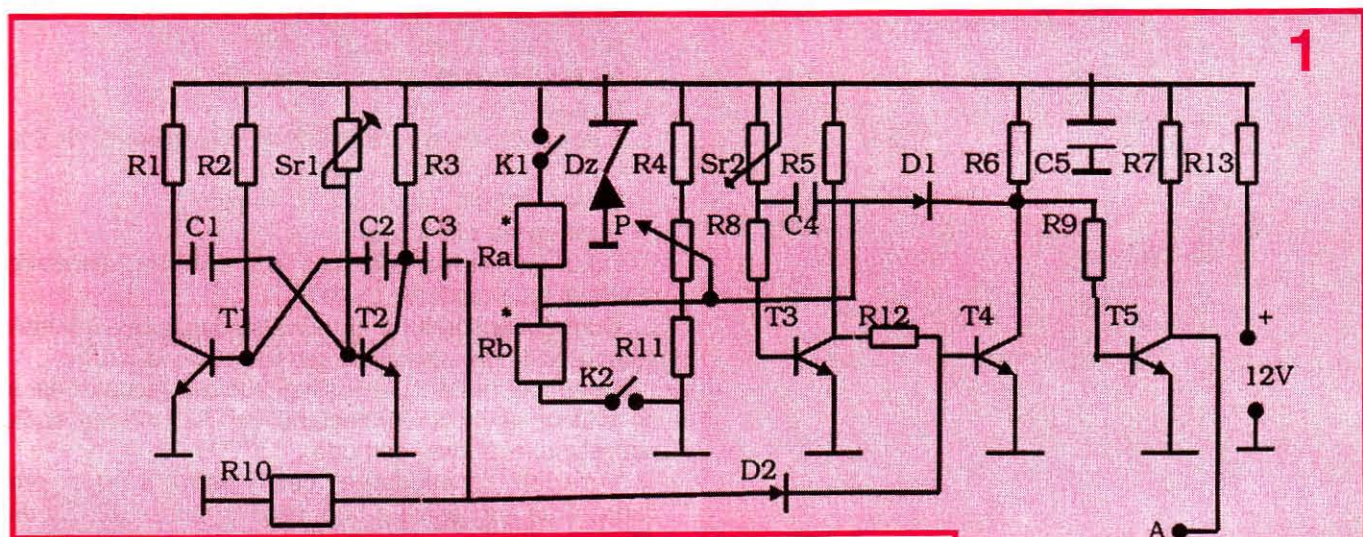 1
R1 R2 Sr1 R3 K1 Dz R4 Sr2 R5 D1 R6 C5 R7 R13
C1 C2 C3 * Ra P R8 C4 R9
T1 T2 * Rb R11 T3 R12 T4 T5 +
K2 12V
R10 D2
A